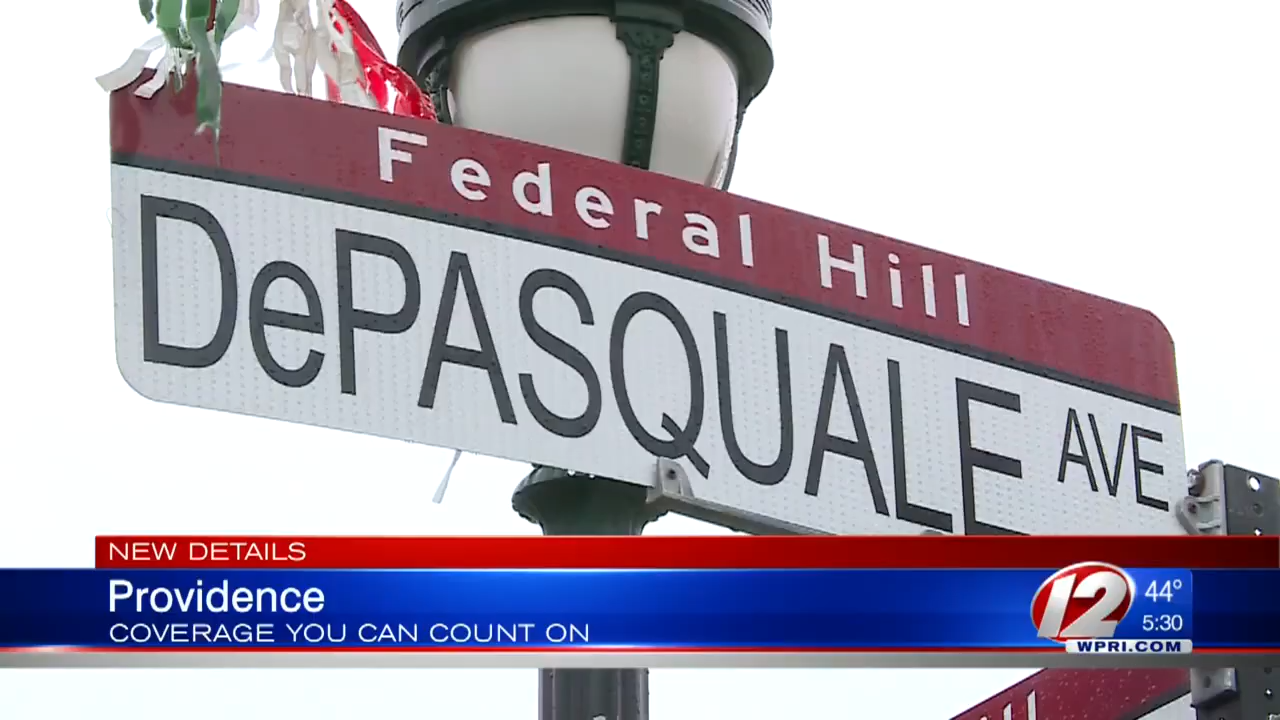 Federal Hill
DePASQUALE AVE
NEW DETAILS
Providence
COVERAGE YOU CAN COUNT ON
12
44°
5:30
WPRI.COM